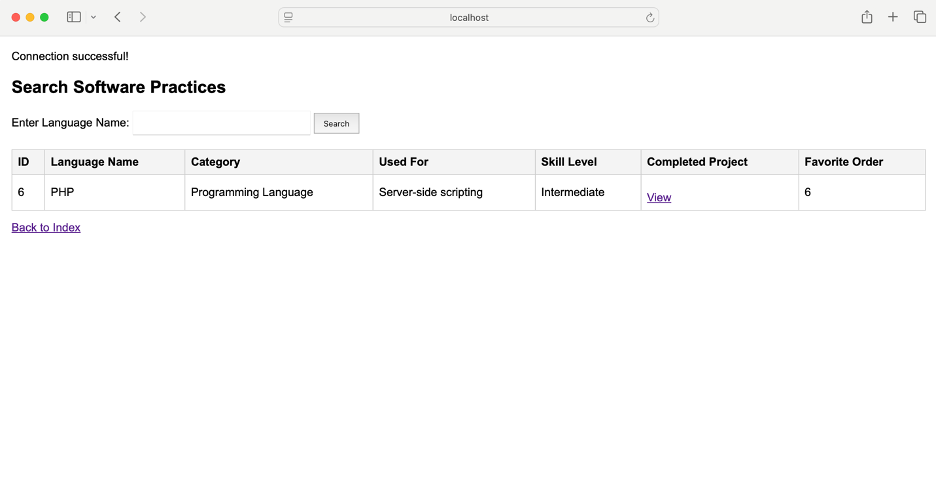 localhost
Connection successful!
Search Software Practices
Enter Language Name: Search
ID Language Name Category Used For Skill Level Completed Project Favorite Order
6 PHP Programming Language Server-side scripting Intermediate View 6
Back to Index